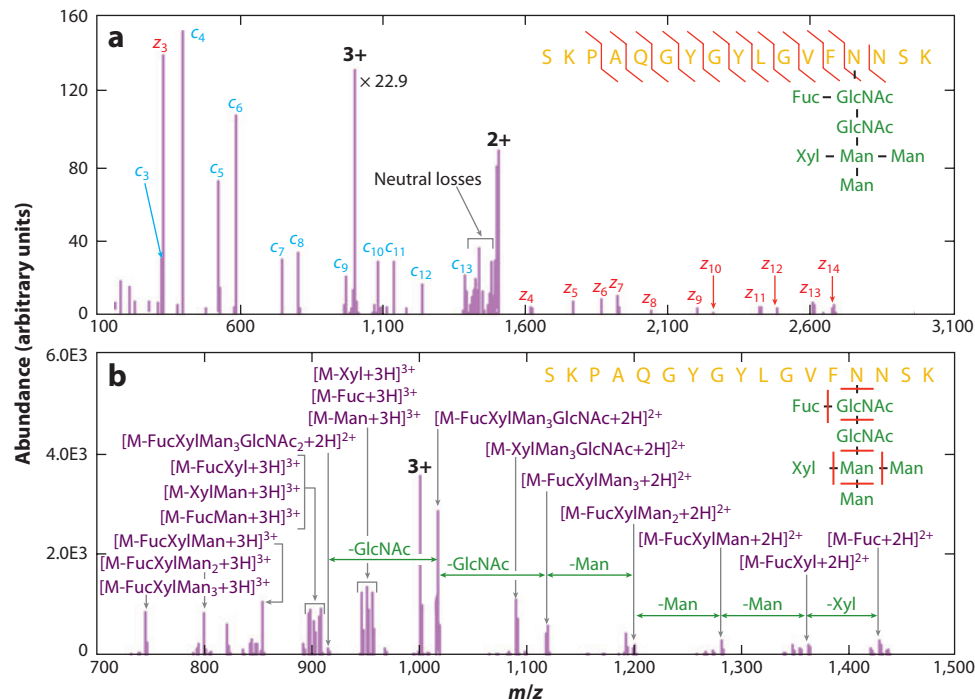 a
160
120
80
40
0
z3
c4
c6
c3
c5
c7
c8
c9
c10
c11
c12
c13
3+
× 22.9
2+
Neutral losses
z4
z5
z6
z7
z8
z9
z10
z11
z12
z13
z14
S K P A Q G Y G Y L G V F N N S K
Fuc – GlcNAc
GlcNAc
Xyl – Man – Man
Man
100 600 1,100 1,600 2,100 2,600 3,100
Abundance (arbitrary units)
b
6.0E3
4.0E3
2.0E3
0
[M-Xyl+3H]3+
[M-Fuc+3H]3+
[M-Man+3H]3+
[M-FucXylMan3GlcNAc2+2H]2+
[M-FucXyl+3H]3+
[M-XylMan+3H]3+
[M-FucMan+3H]3+
[M-FucXylMan+3H]3+
[M-FucXylMan2+3H]3+
[M-FucXylMan3+3H]3+
3+
[M-FucXylMan3GlcNAc+2H]2+
[M-XylMan3GlcNAc+2H]2+
[M-FucXylMan3+2H]2+
[M-FucXylMan2+2H]2+
[M-FucXylMan+2H]2+
[M-FucXyl+2H]2+
[M-Fuc+2H]2+
-GlcNAc
-GlcNAc
-Man
-Man
-Man
-Xyl
S K P A Q G Y G Y L G V F N N S K
Fuc GlcNAc
GlcNAc
Xyl Man Man
Man
700 800 900 1,000 1,100 1,200 1,300 1,400 1,500
m/z